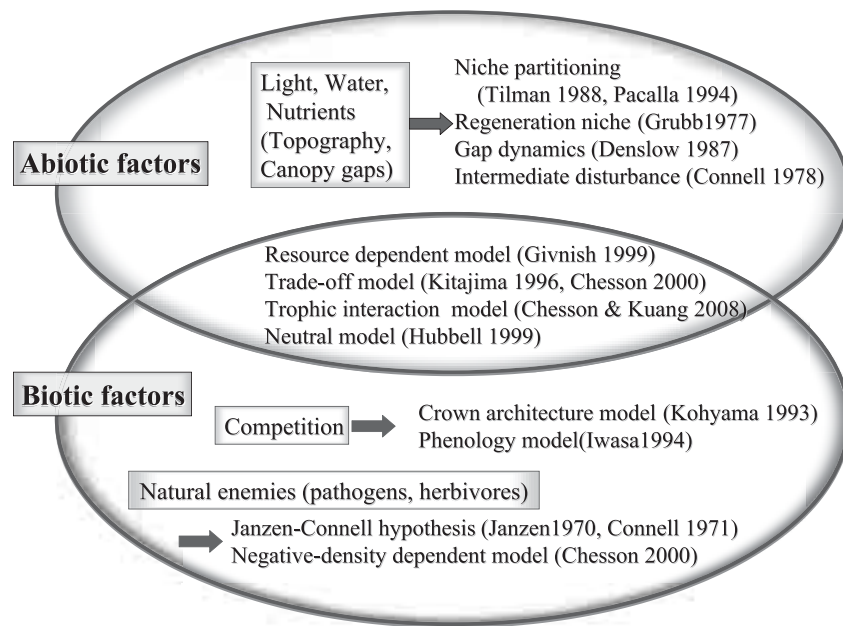 Light, Water,
Nutrients
(Topography,
Canopy gaps)
Niche partitioning
(Tilman 1988, Pacalla 1994)
Regeneration niche (Grubb1977)
Gap dynamics (Denslow 1987)
Intermediate disturbance (Connell 1978)
Abiotic factors
Resource dependent model (Givnish 1999)
Trade-off model (Kitajima 1996, Chesson 2000)
Trophic interaction model (Chesson & Kuang 2008)
Neutral model (Hubbell 1999)
Biotic factors
Competition
Crown architecture model (Kohyama 1993)
Phenology model(Iwasa1994)
Natural enemies (pathogens, herbivores)
Janzen-Connell hypothesis (Janzen1970, Connell 1971)
Negative-density dependent model (Chesson 2000)